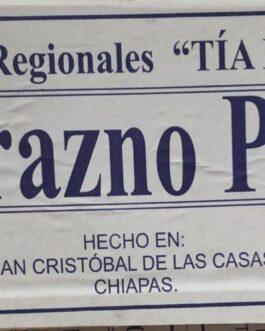 Regionales "TÍA
razno P
HECHO EN:
AN CRISTÓBAL DE LAS CASAS
CHIAPAS.